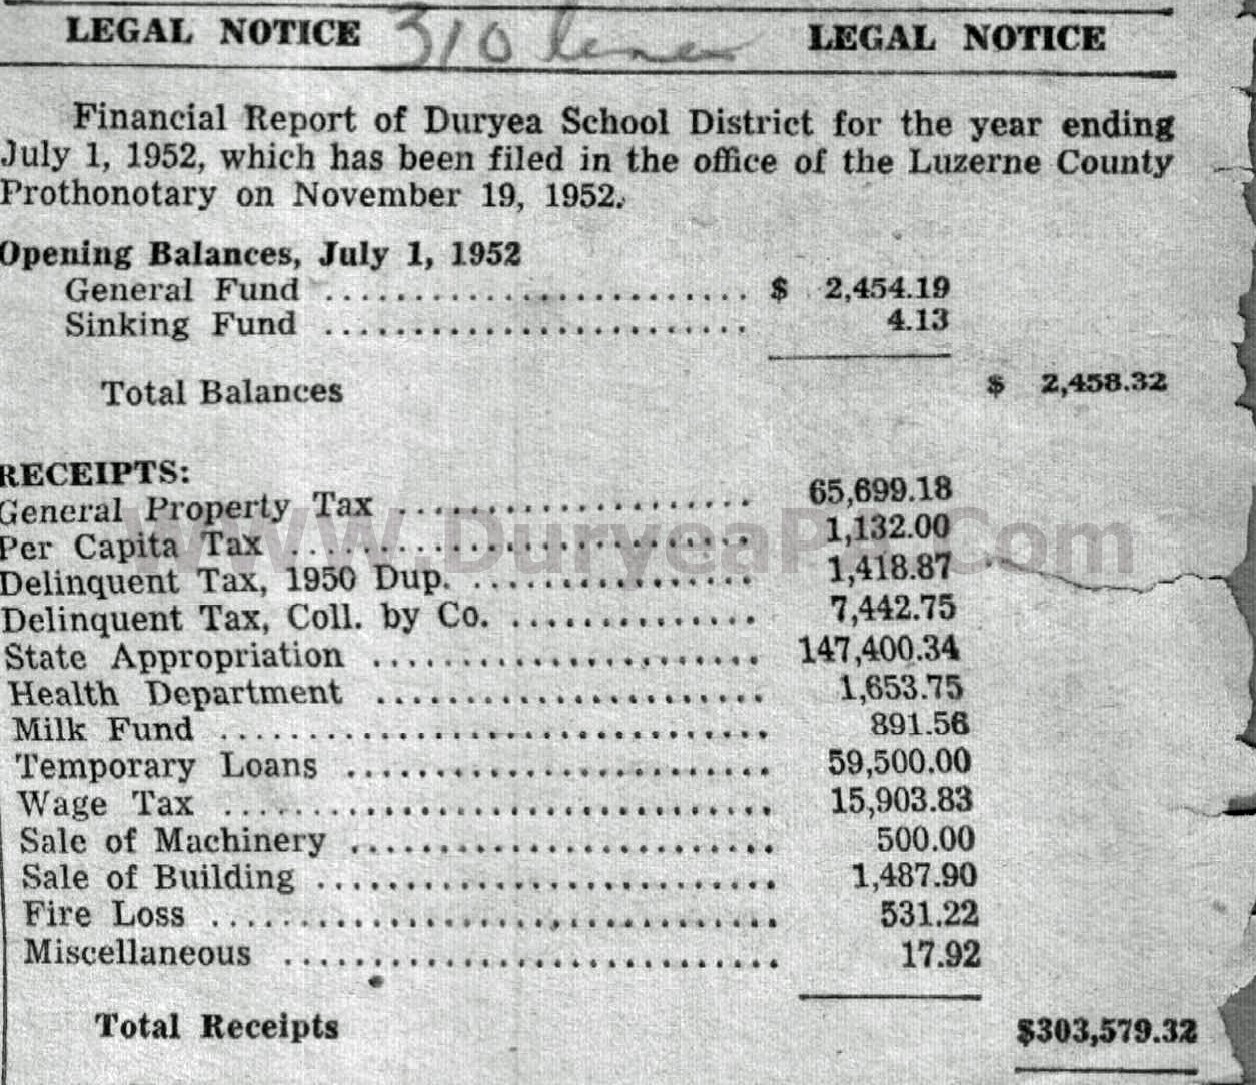 LEGAL NOTICE 310 lines LEGAL NOTICE
Financial Report of Duryea School District for the year ending
July 1, 1952, which has been filed in the office of the Luzerne County
Prothonotary on November 19, 1952.
Opening Balances, July 1, 1952
General Fund ........................ $ 2,454.19
Sinking Fund ........................ 4.13
Total Balances $ 2,458.32
RECEIPTS:
General Property Tax .................... 65,699.18
Per Capita Tax .......................... 1,132.00
Delinquent Tax, 1950 Dup. ................ 1,418.87
Delinquent Tax, Coll. by Co. .............. 7,442.75
State Appropriation ...................... 147,400.34
Health Department ...................... 1,653.75
Milk Fund ............................... 891.56
Temporary Loans ........................ 59,500.00
Wage Tax ............................... 15,903.83
Sale of Machinery ........................ 500.00
Sale of Building .......................... 1,487.90
Fire Loss ................................ 531.22
Miscellaneous ............................ 17.92
Total Receipts $303,579.32
WWW.DuryeaPA.Com